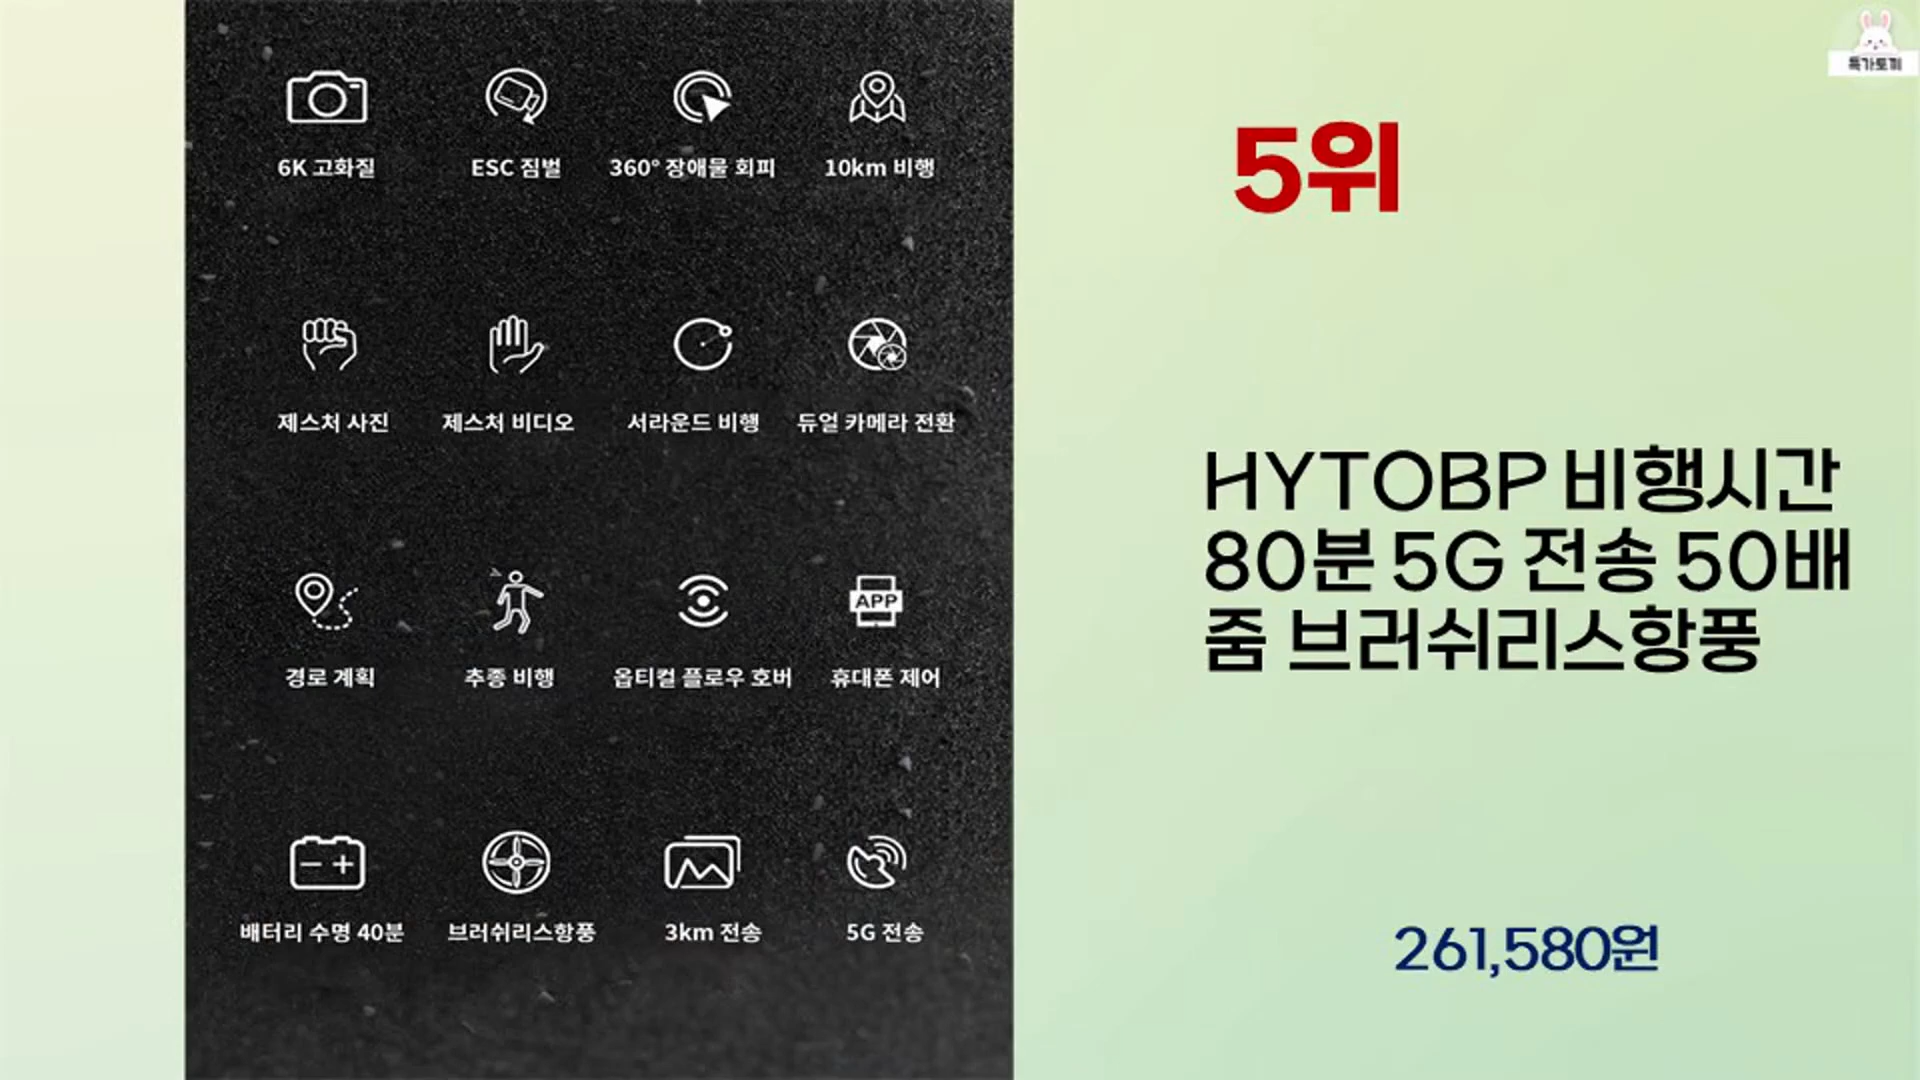 특가토끼
6K 고화질
ESC 짐벌
360° 장애물 회피
10km 비행
제스처 사진
제스처 비디오
서라운드 비행
듀얼 카메라 전환
경로 계획
추종 비행
옵티컬 플로우 호버
APP
휴대폰 제어
배터리 수명 40분
브러쉬리스항풍
3km 전송
5G 전송
5위
HYTOBP 비행시간
80분 5G 전송 50배
줌 브러쉬리스항풍
261,580원